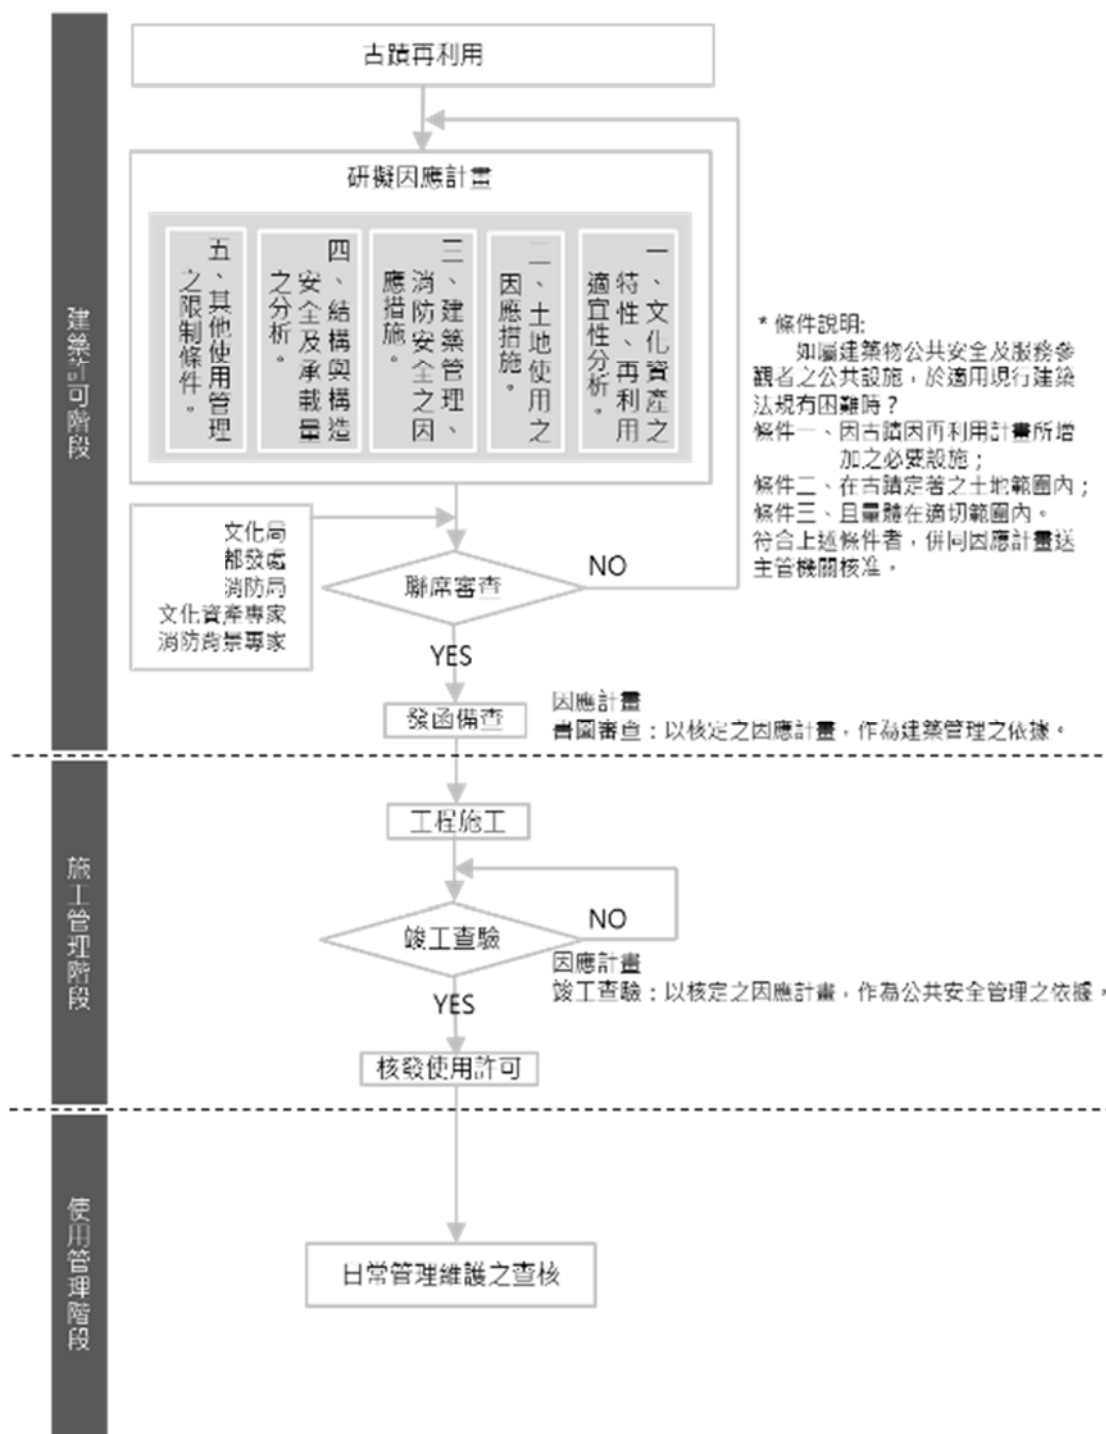 建築許可階段
古蹟再利用
研擬因應計畫
一、文化資產之
特性、再利用
適宜性分析。
二、土地使用之
因應措施。
三、建築管理、
消防安全之因
應措施。
四、結構與構造
安全及承載量
之分析。
五、其他使用管理
之限制條件。
* 條件說明:
如屬建築物公共安全及服務參
觀者之公共設施，於適用現行建築
法規有困難時？
條件一、因古蹟因再利用計畫所增
加之必要設施；
條件二、在古蹟定著之土地範圍內；
條件三、且量體在適切範圍內。
符合上述條件者，併同因應計畫送
主管機關核准，
文化局
都發處
消防局
文化資產專家
消防背景專家
聯席審查
NO
YES
發函備查
因應計畫
書圖審查：以核定之因應計畫，作為建築管理之依據。
施工管理階段
工程施工
竣工查驗
NO
YES
因應計畫
竣工查驗：以核定之因應計畫，作為公共安全管理之依據。
核發使用許可
使用管理階段
日常管理維護之查核